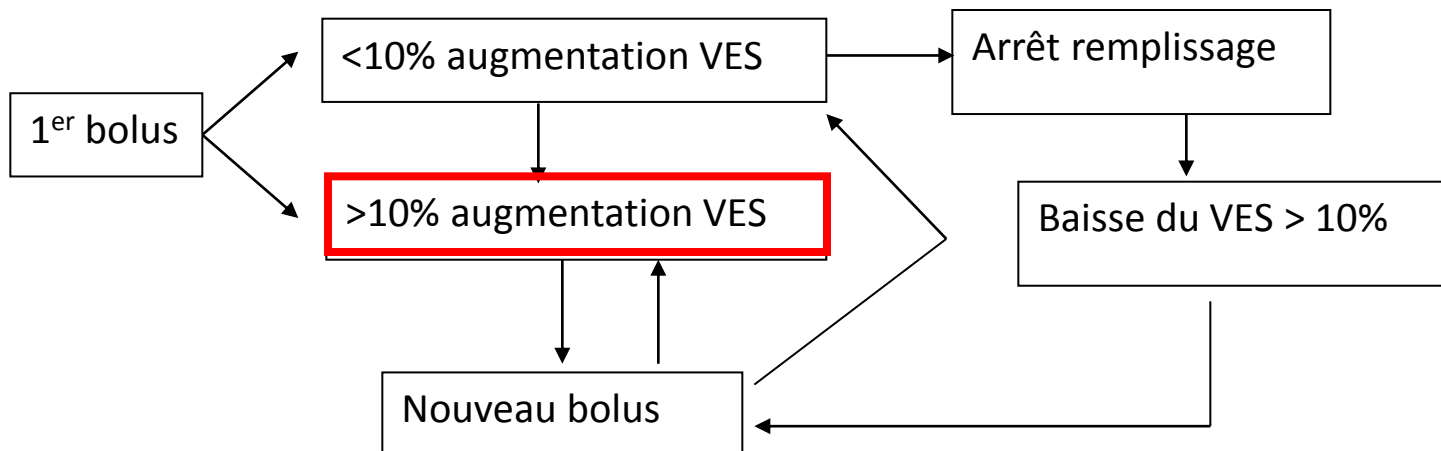 1er bolus
<10% augmentation VES
Arrêt remplissage
>10% augmentation VES
Baisse du VES > 10%
Nouveau bolus